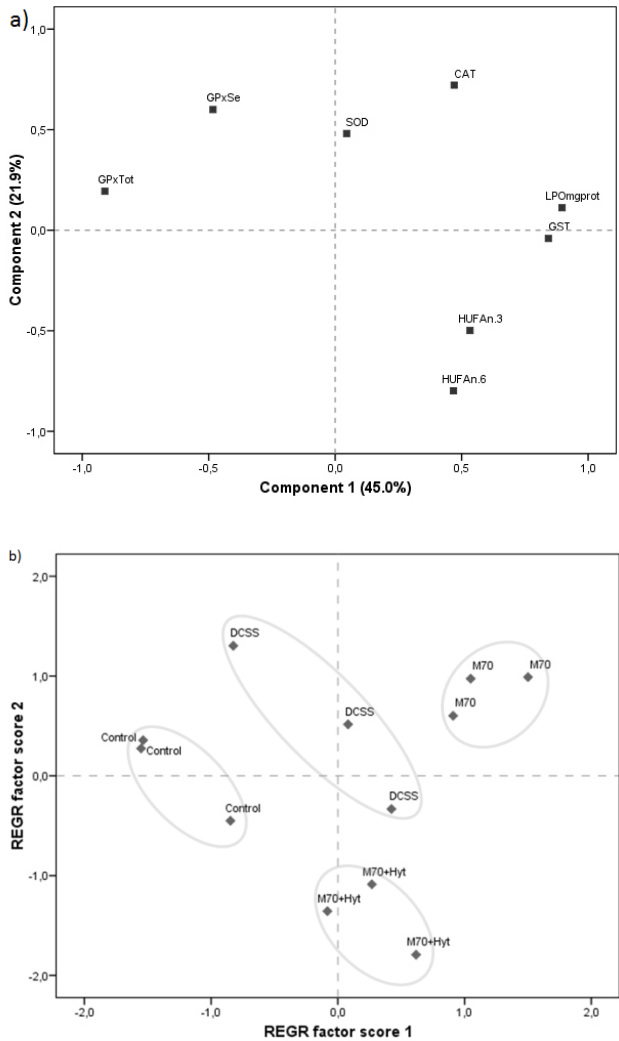 a)
1,0
CAT
GPxSe
SOD
0,5
GPxTot
LPOmgprot
GST
0,0
HUFAn.3
-0,5
HUFAn.6
-1,0
Component 2 (21.9%)
-1,0 -0,5 0,0 0,5 1,0
Component 1 (45.0%)
b)
2,0
DCSS
M70 M70
1,0
M70
DCSS
Control
Control
0,0
DCSS
Control
-1,0
M70+Hyt
M70+Hyt
M70+Hyt
-2,0
REGR factor score 2
-2,0 -1,0 0,0 1,0 2,0
REGR factor score 1